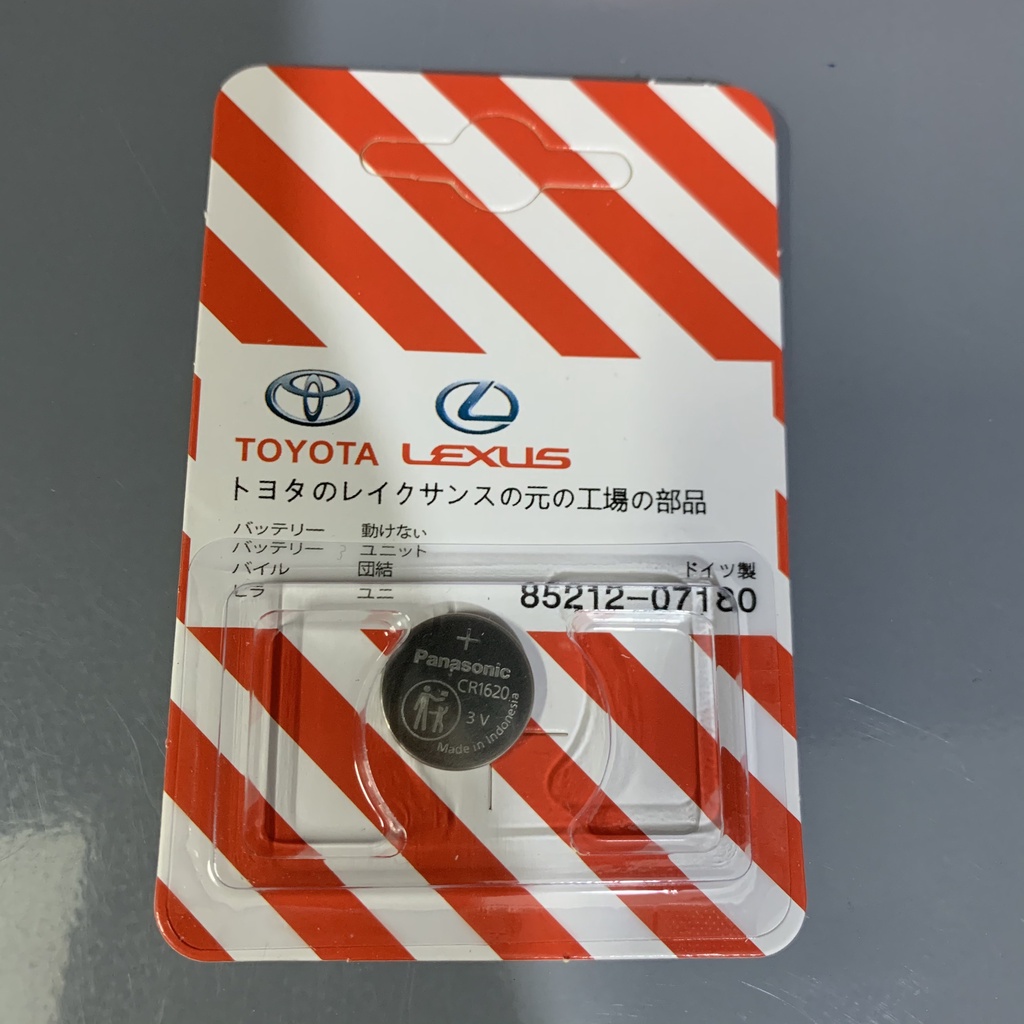 TOYOTA LEXUS
トヨタのレイクサンスの元の工場の部品
バッテリー 動けない
バッテリー ユニット
バイル 団結
ヒラ ユニ
ドイツ製
85212-07180
+
Panasonic
CR1620
3V
Made in Indonesia